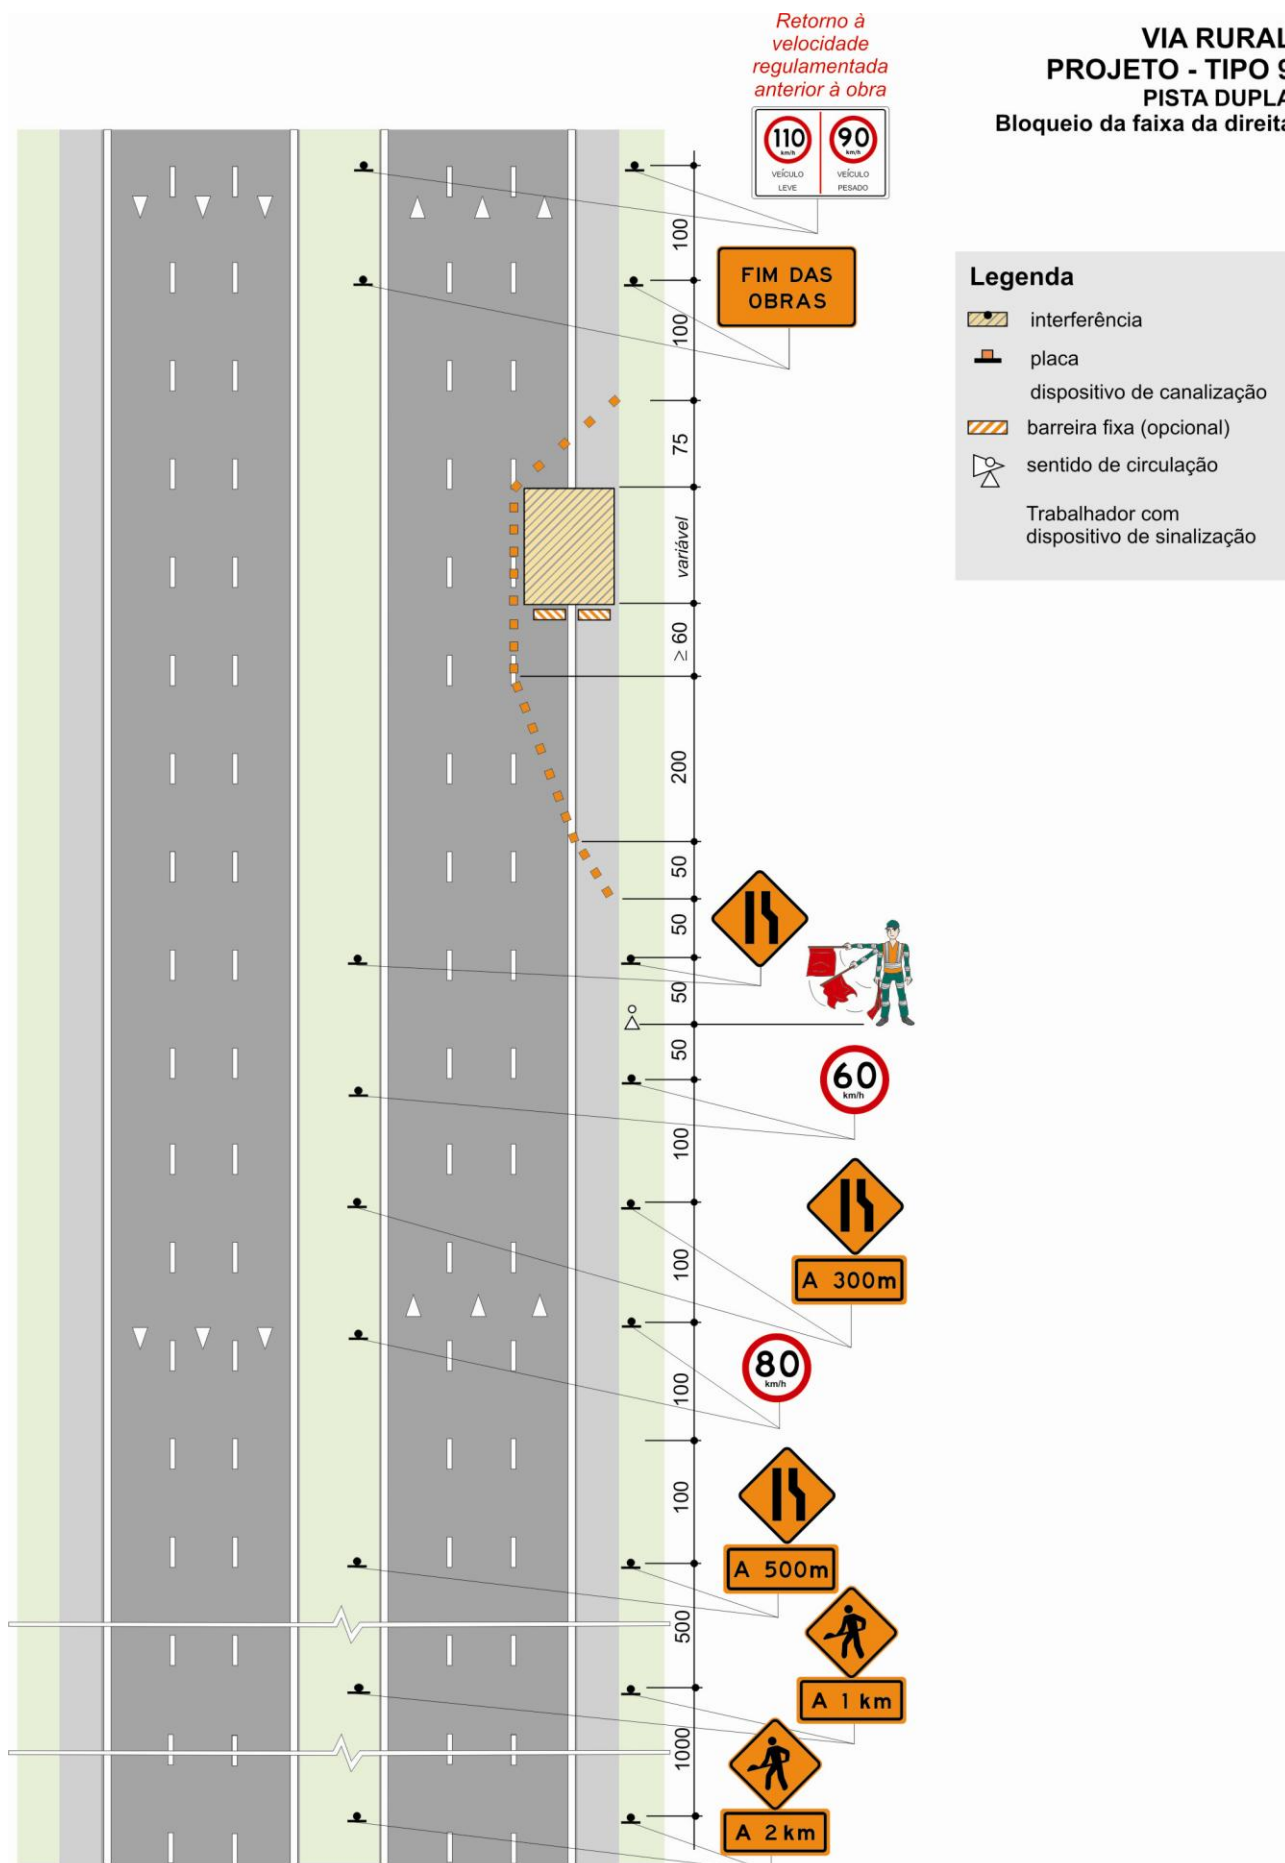 Retorno à
velocidade
regulamentada
anterior à obra
VIA RURAL
PROJETO - TIPO 9
PISTA DUPLA
Bloqueio da faixa da direita
110
km/h
VEÍCULO
LEVE
90
km/h
VEÍCULO
PESADO
100
FIM DAS
OBRAS
100
Legenda
interferência
placa
dispositivo de canalização
barreira fixa (opcional)
sentido de circulação
Trabalhador com
dispositivo de sinalização
75
variável
≥ 60
200
50
50
50
50
60
km/h
100
A 300m
100
80
km/h
100
100
A 500m
500
A 1 km
1000
A 2 km